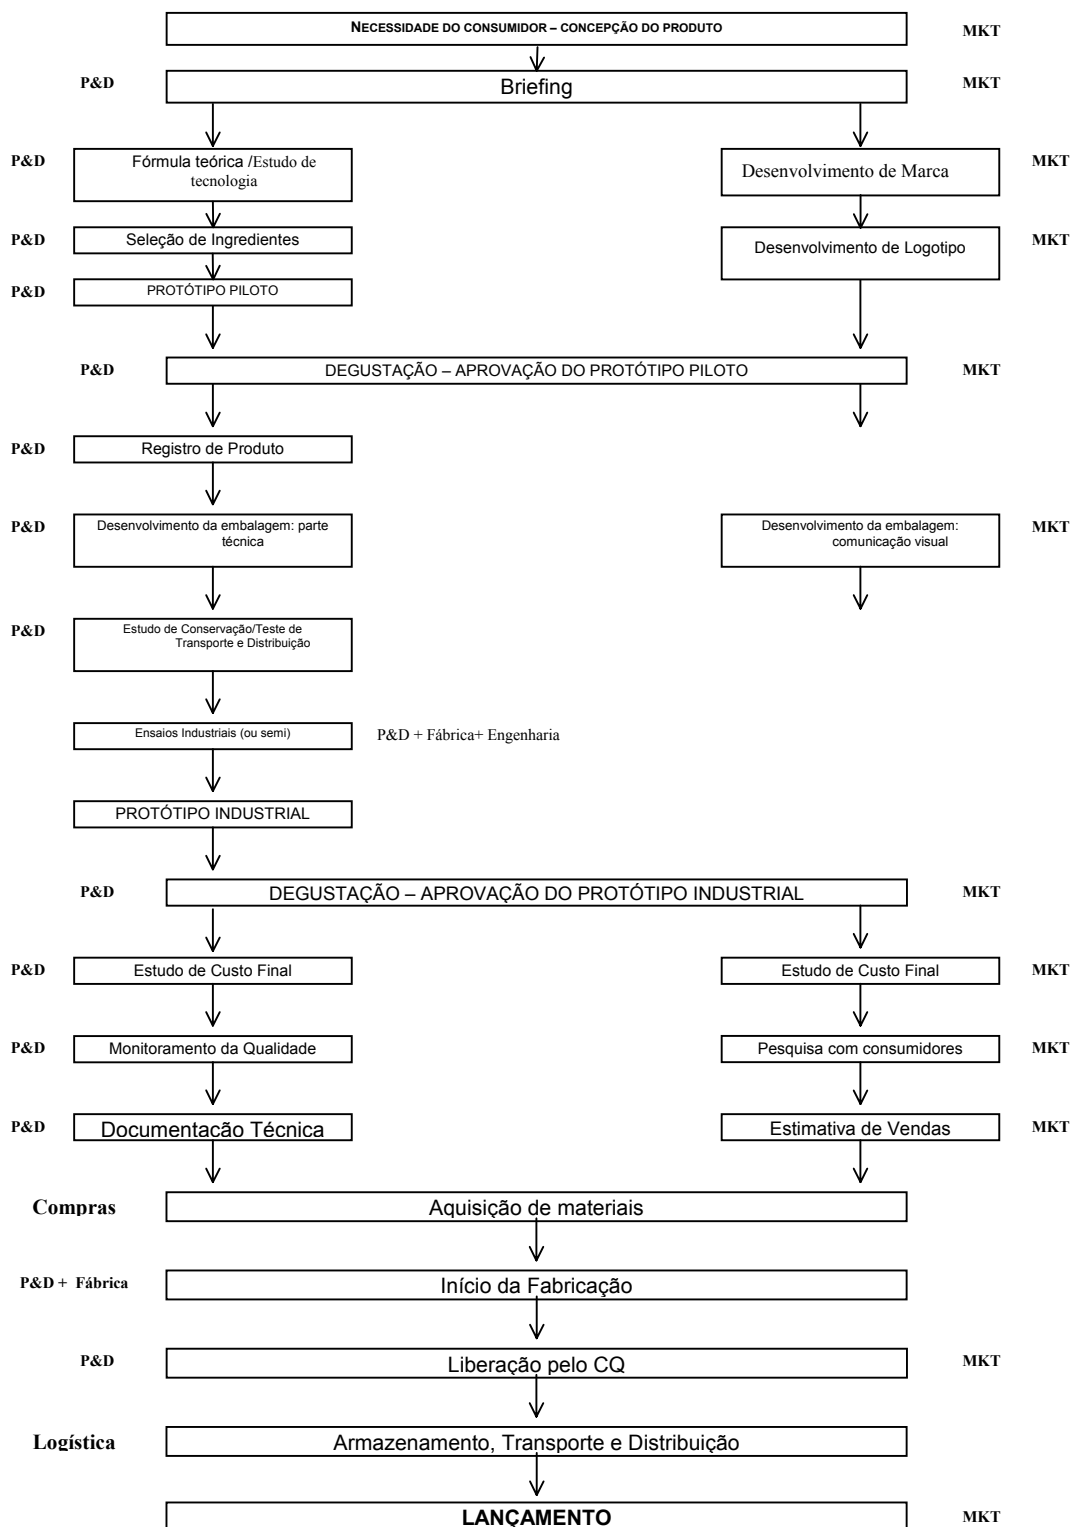 NECESSIDADE DO CONSUMIDOR – CONCEPÇÃO DO PRODUTO
MKT
P&D
Briefing
MKT
P&D
Fórmula teórica /Estudo de
tecnologia
Desenvolvimento de Marca
MKT
P&D
Seleção de Ingredientes
Desenvolvimento de Logotipo
MKT
P&D
PROTÓTIPO PILOTO
P&D
DEGUSTAÇÃO – APROVAÇÃO DO PROTÓTIPO PILOTO
MKT
P&D
Registro de Produto
P&D
Desenvolvimento da embalagem: parte
técnica
Desenvolvimento da embalagem:
comunicação visual
MKT
P&D
Estudo de Conservação/Teste de
Transporte e Distribuição
Ensaios Industriais (ou semi)
P&D + Fábrica+ Engenharia
PROTÓTIPO INDUSTRIAL
P&D
DEGUSTAÇÃO – APROVAÇÃO DO PROTÓTIPO INDUSTRIAL
MKT
P&D
Estudo de Custo Final
Estudo de Custo Final
MKT
P&D
Monitoramento da Qualidade
Pesquisa com consumidores
MKT
P&D
Documentacão Técnica
Estimativa de Vendas
MKT
Compras
Aquisição de materiais
P&D + Fábrica
Início da Fabricação
P&D
Liberação pelo CQ
MKT
Logística
Armazenamento, Transporte e Distribuição
LANÇAMENTO
MKT